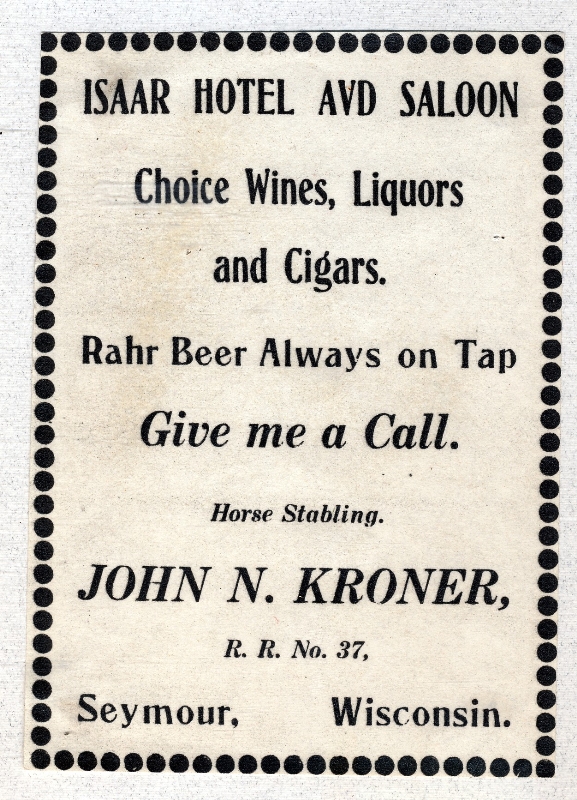 ISAAR HOTEL AVD SALOON
Choice Wines, Liquors
and Cigars.
Rahr Beer Always on Tap
Give me a Call.
Horse Stabling.
JOHN N. KRONER,
R. R. No. 37,
Seymour, Wisconsin.